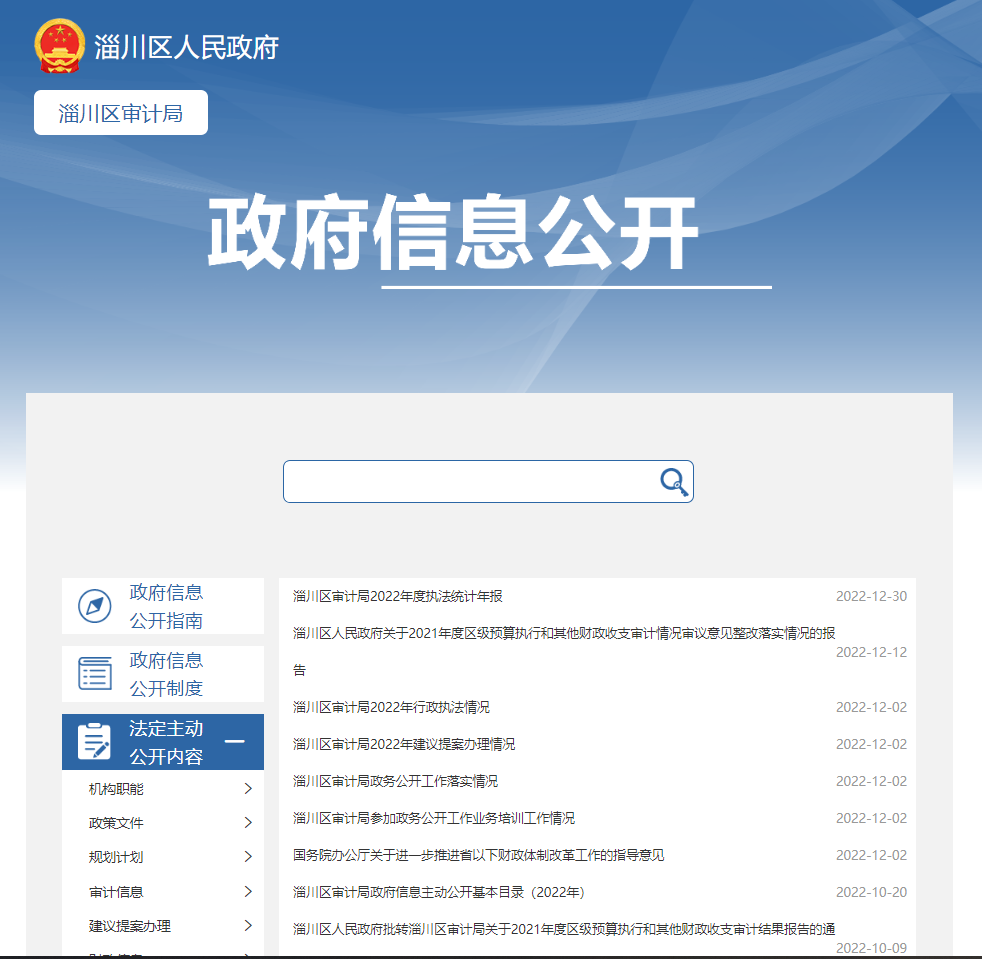 淄川区人民政府
淄川区审计局
政府信息公开
政府信息
公开指南
政府信息
公开制度
法定主动
公开内容
机构职能
政策文件
规划计划
审计信息
建议提案办理
淄川区审计局2022年度执法统计年报 2022-12-30
淄川区人民政府关于2021年度区级预算执行和其他财政收支审计情况审议意见整改落实情况的报
告 2022-12-12
淄川区审计局2022年行政执法情况 2022-12-02
淄川区审计局2022年建议提案办理情况 2022-12-02
淄川区审计局政务公开工作落实情况 2022-12-02
淄川区审计局参加政务公开工作业务培训工作情况 2022-12-02
国务院办公厅关于进一步推进省以下财政体制改革工作的指导意见 2022-12-02
淄川区审计局政府信息主动公开基本目录（2022年） 2022-10-20
淄川区人民政府批转淄川区审计局关于2021年度区级预算执行和其他财政收支审计结果报告的通
2022-10-09